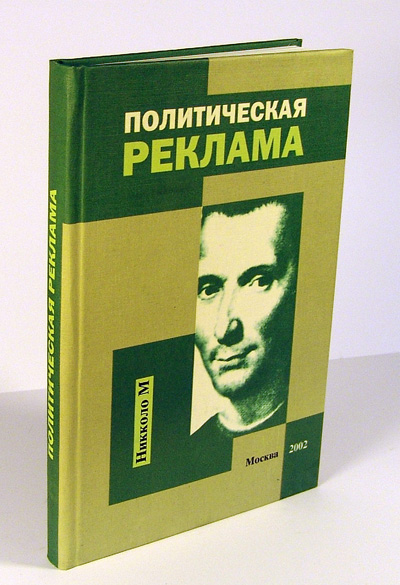 ПОЛИТИЧЕСКАЯ
РЕКЛАМА
Никколо М
Москва 2002
ПОЛИТИЧЕСКАЯ РЕКЛАМА